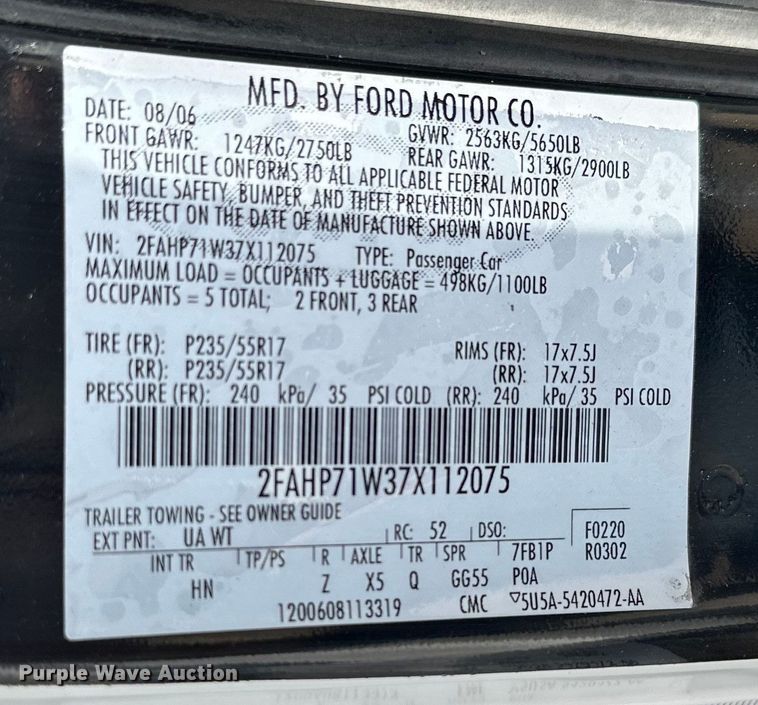 MFD. BY FORD MOTOR CO.
DATE: 08/06 GVWR: 2563KG/5650LB
FRONT GAWR: 1247KG/2750LB REAR GAWR: 1315KG/2900LB
THIS VEHICLE CONFORMS TO ALL APPLICABLE FEDERAL MOTOR
VEHICLE SAFETY, BUMPER, AND THEFT PREVENTION STANDARDS
IN EFFECT ON THE DATE OF MANUFACTURE SHOWN ABOVE.
VIN: 2FAHP71W37X112075 TYPE: Passenger Car
MAXIMUM LOAD = OCCUPANTS + LUGGAGE = 498KG/1100LB
OCCUPANTS = 5 TOTAL; 2 FRONT, 3 REAR
TIRE (FR): P235/55R17 RIMS (FR): 17x7.5J
(RR): P235/55R17 (RR): 17x7.5J
PRESSURE (FR): 240 kPa/ 35 PSI COLD (RR): 240 kPa/ 35 PSI COLD
2FAHP71W37X112075
TRAILER TOWING - SEE OWNER GUIDE
EXT PNT: UA WT RC: 52 DSO: F0220
INT TR TP/PS R AXLE TR SPR 7FB1P R0302
HN Z X5 Q GG55 P0A
1200608113319 CMC ▽5U5A-5420472-AA
Purple Wave Auction